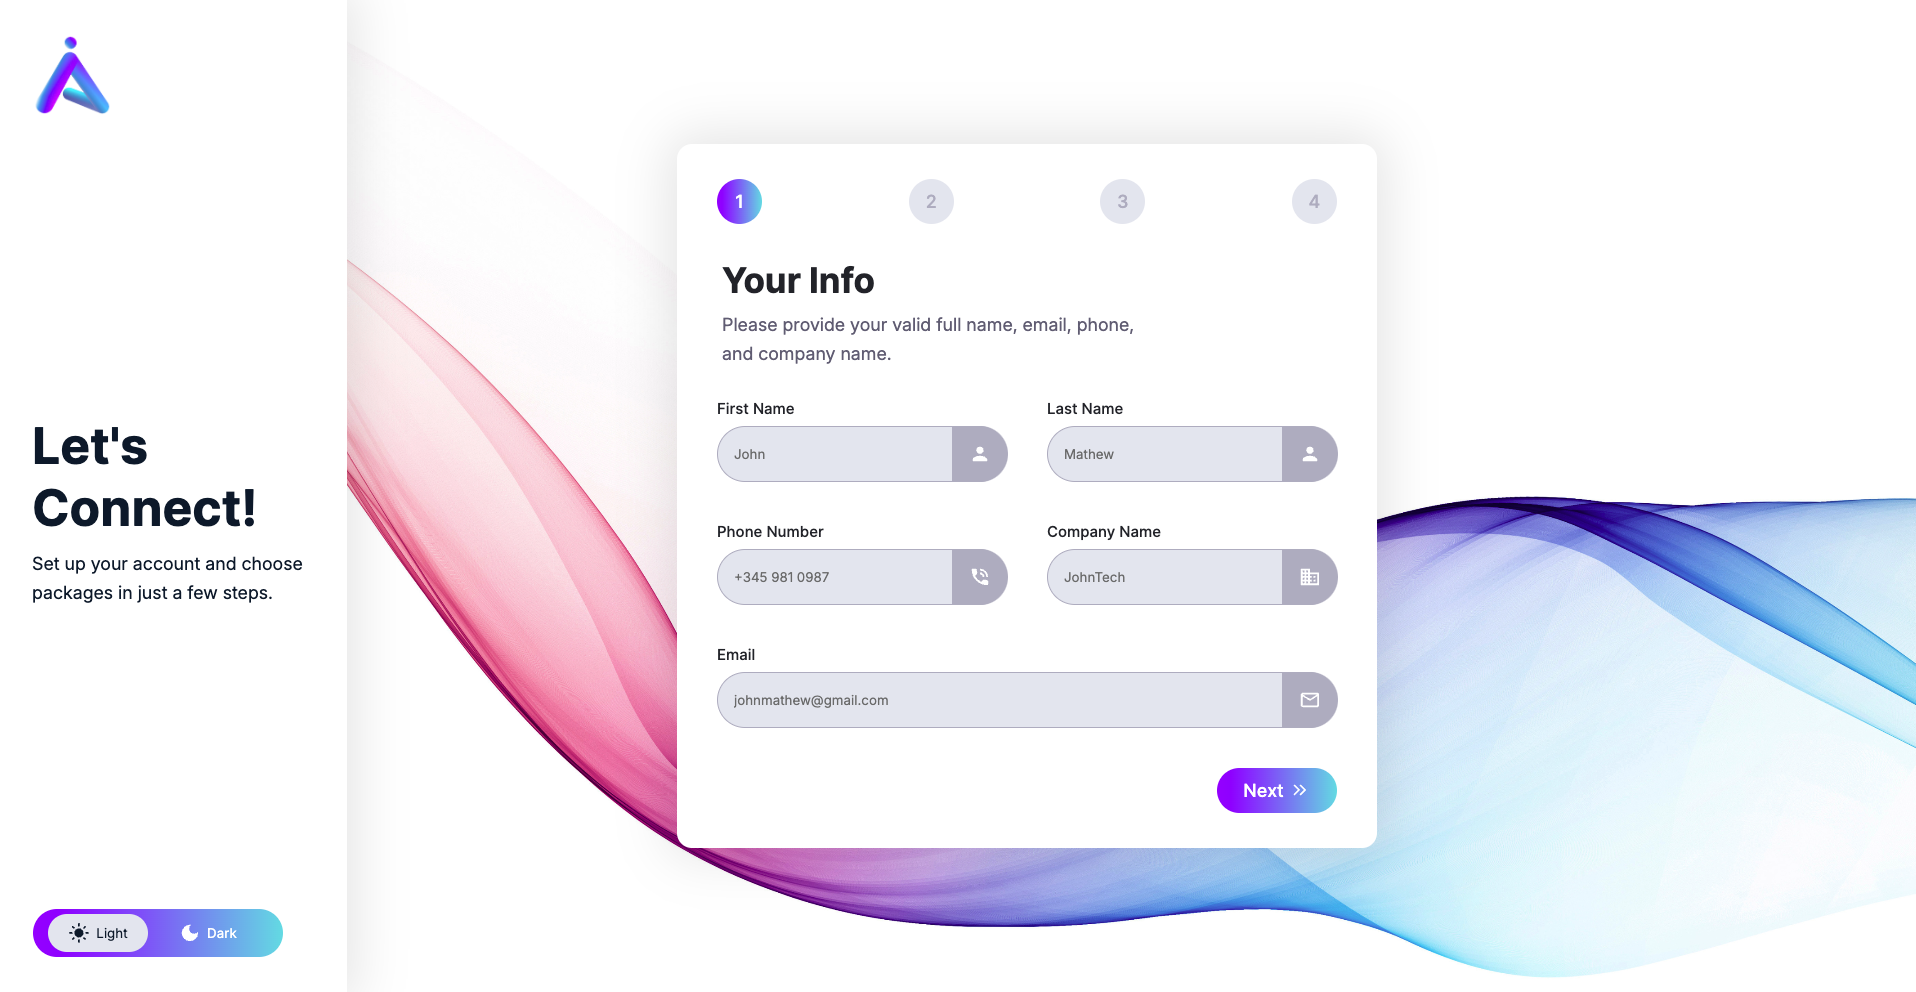 Let's
Connect!
Set up your account and choose
packages in just a few steps.
Light
Dark
1
2
3
4
Your Info
Please provide your valid full name, email, phone,
and company name.
First Name
Last Name
John
Mathew
Phone Number
Company Name
+345 981 0987
JohnTech
Email
johnmathew@gmail.com
Next